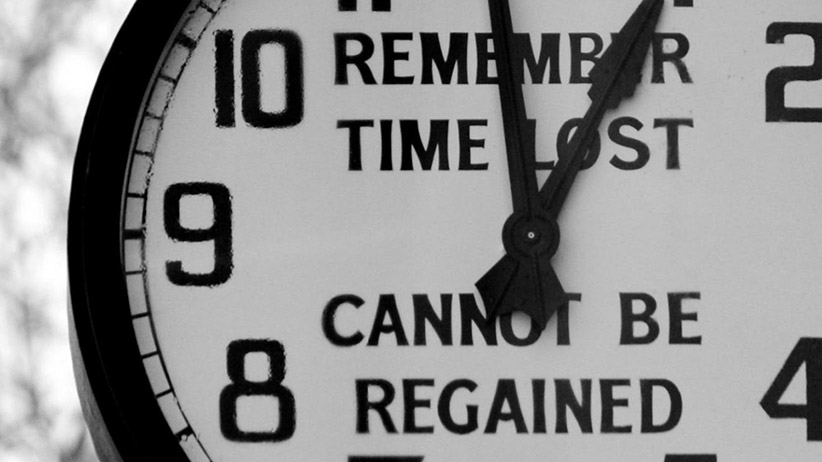 10
REMEMBER
2
TIME LOST
9
CANNOT BE
8
REGAINED
4